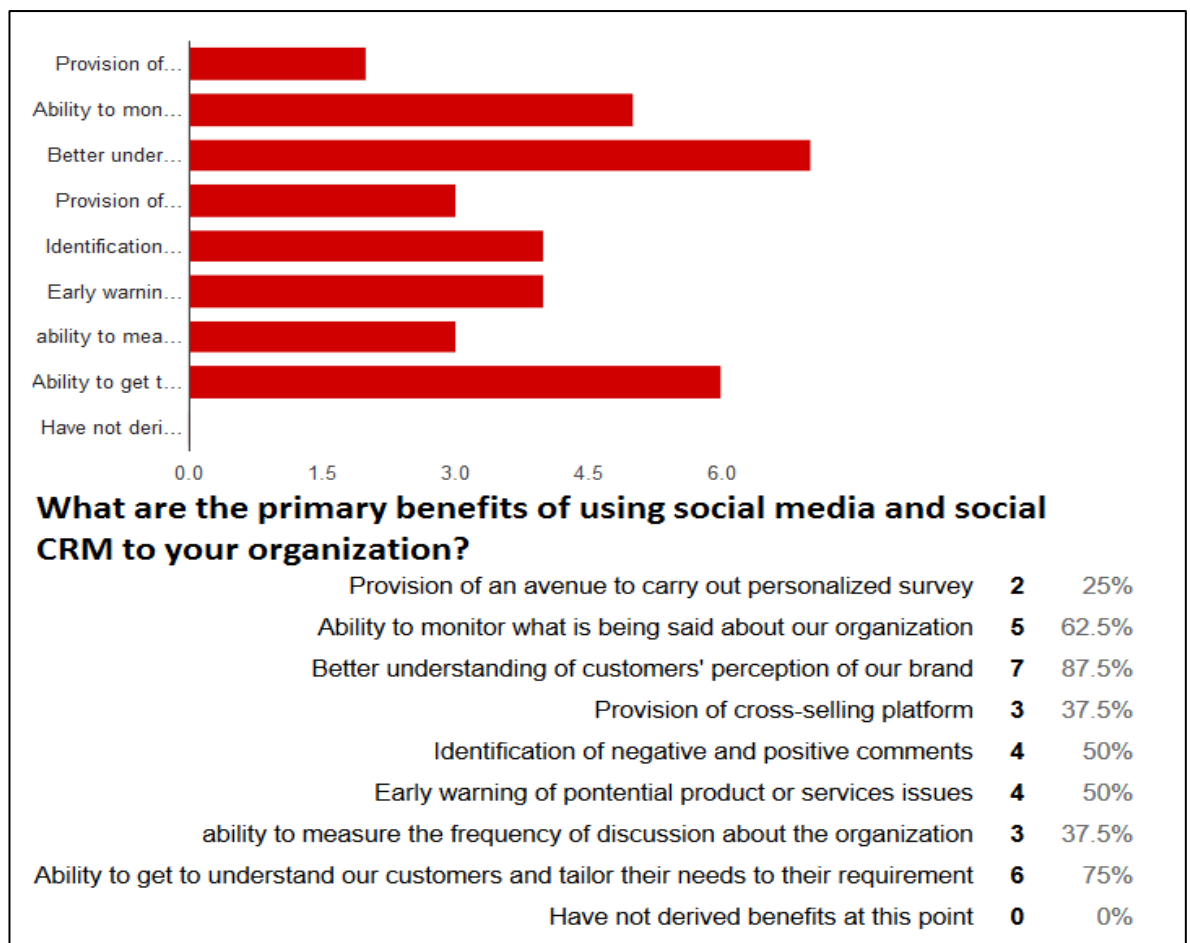 Provision of...
Ability to mon...
Better under...
Provision of...
Identification...
Early warnin...
ability to mea...
Ability to get t...
Have not deri...
0.0 1.5 3.0 4.5 6.0
What are the primary benefits of using social media and social
CRM to your organization?
Provision of an avenue to carry out personalized survey 2 25%
Ability to monitor what is being said about our organization 5 62.5%
Better understanding of customers' perception of our brand 7 87.5%
Provision of cross-selling platform 3 37.5%
Identification of negative and positive comments 4 50%
Early warning of pontential product or services issues 4 50%
ability to measure the frequency of discussion about the organization 3 37.5%
Ability to get to understand our customers and tailor their needs to their requirement 6 75%
Have not derived benefits at this point 0 0%